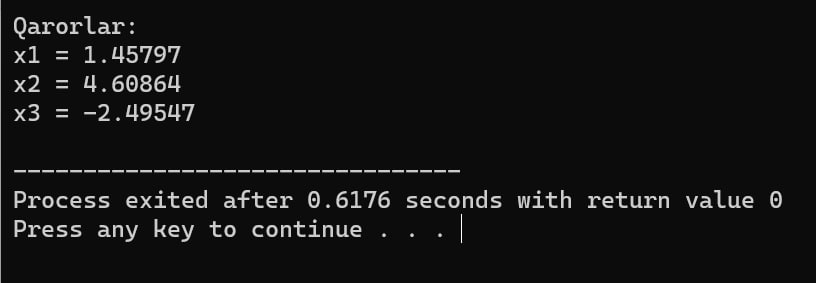 Qarorlar:
x1 = 1.45797
x2 = 4.60864
x3 = -2.49547
--------------------------------
Process exited after 0.6176 seconds with return value 0
Press any key to continue . . .